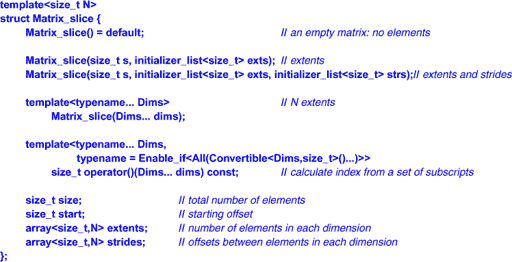 template<size_t N>
struct Matrix_slice {
Matrix_slice() = default; // an empty matrix: no elements
Matrix_slice(size_t s, initializer_list<size_t> exts); // extents
Matrix_slice(size_t s, initializer_list<size_t> exts, initializer_list<size_t> strs);// extents and strides
template<typename... Dims> // N extents
Matrix_slice(Dims... dims);
template<typename... Dims,
typename = Enable_if<All(Convertible<Dims,size_t>()...)>>
size_t operator()(Dims... dims) const; // calculate index from a set of subscripts
size_t size; // total number of elements
size_t start; // starting offset
array<size_t,N> extents; // number of elements in each dimension
array<size_t,N> strides; // offsets between elements in each dimension
};